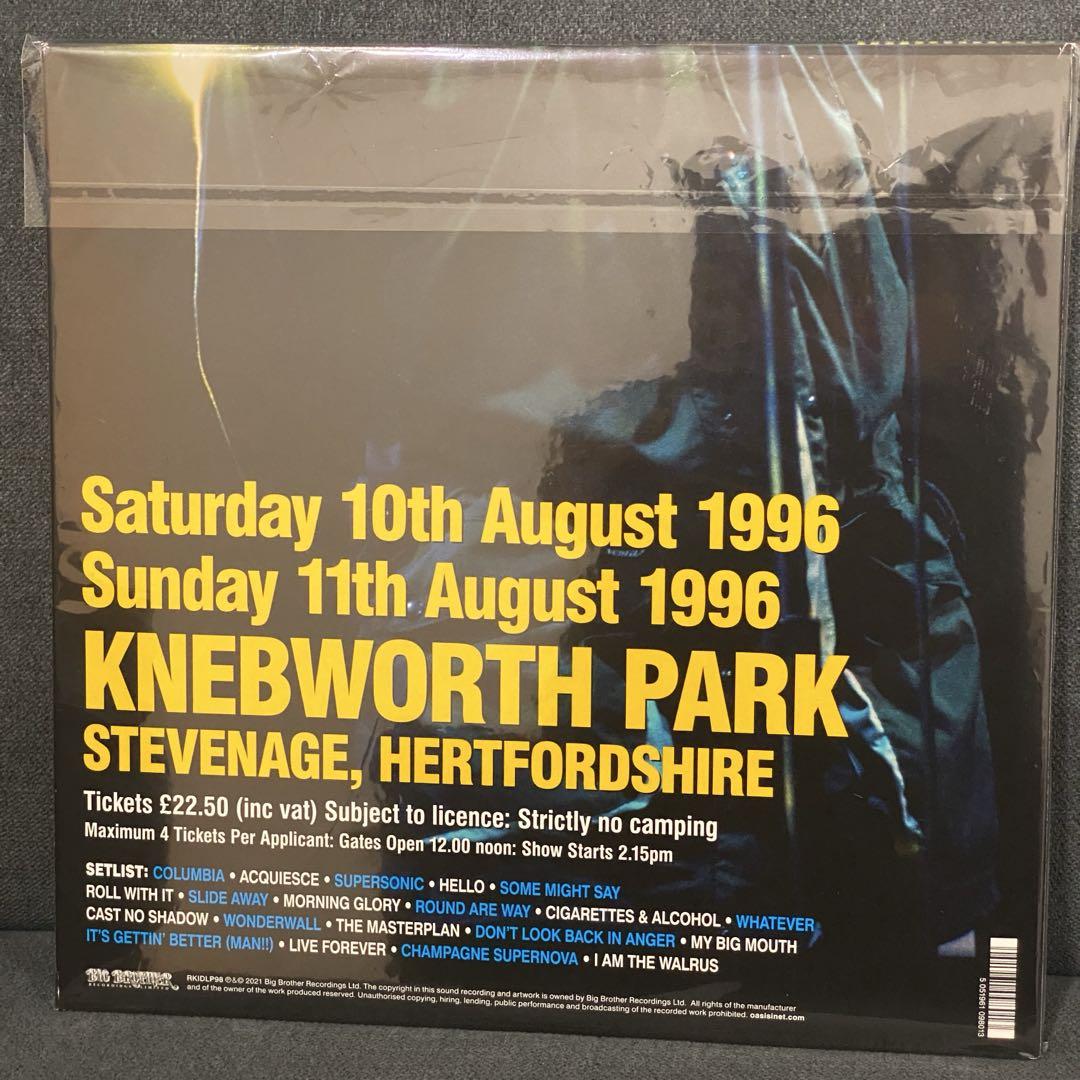 Saturday 10th August 1996
Sunday 11th August 1996
KNEBWORTH PARK
STEVENAGE, HERTFORDSHIRE
Tickets £22.50 (inc vat) Subject to licence: Strictly no camping
Maximum 4 Tickets Per Applicant: Gates Open 12.00 noon: Show Starts 2.15pm
SETLIST: COLUMBIA • ACQUIESCE • SUPERSONIC • HELLO • SOME MIGHT SAY
ROLL WITH IT • SLIDE AWAY • MORNING GLORY • ROUND ARE WAY • CIGARETTES & ALCOHOL • WHATEVER
CAST NO SHADOW • WONDERWALL • THE MASTERPLAN • DON'T LOOK BACK IN ANGER • MY BIG MOUTH
IT'S GETTIN' BETTER (MAN!!) • LIVE FOREVER • CHAMPAGNE SUPERNOVA • I AM THE WALRUS
BIG BROTHER
RECORDINGS LIMITED
RKIDLP98 ℗&© 2021 Big Brother Recordings Ltd. The copyright in this sound recording and artwork is owned by Big Brother Recordings Ltd. All rights of the manufacturer
and of the owner of the work produced reserved. Unauthorised copying, hiring, lending, public performance and broadcasting of the recorded work prohibited. oasisinet.com
5 051961 098013